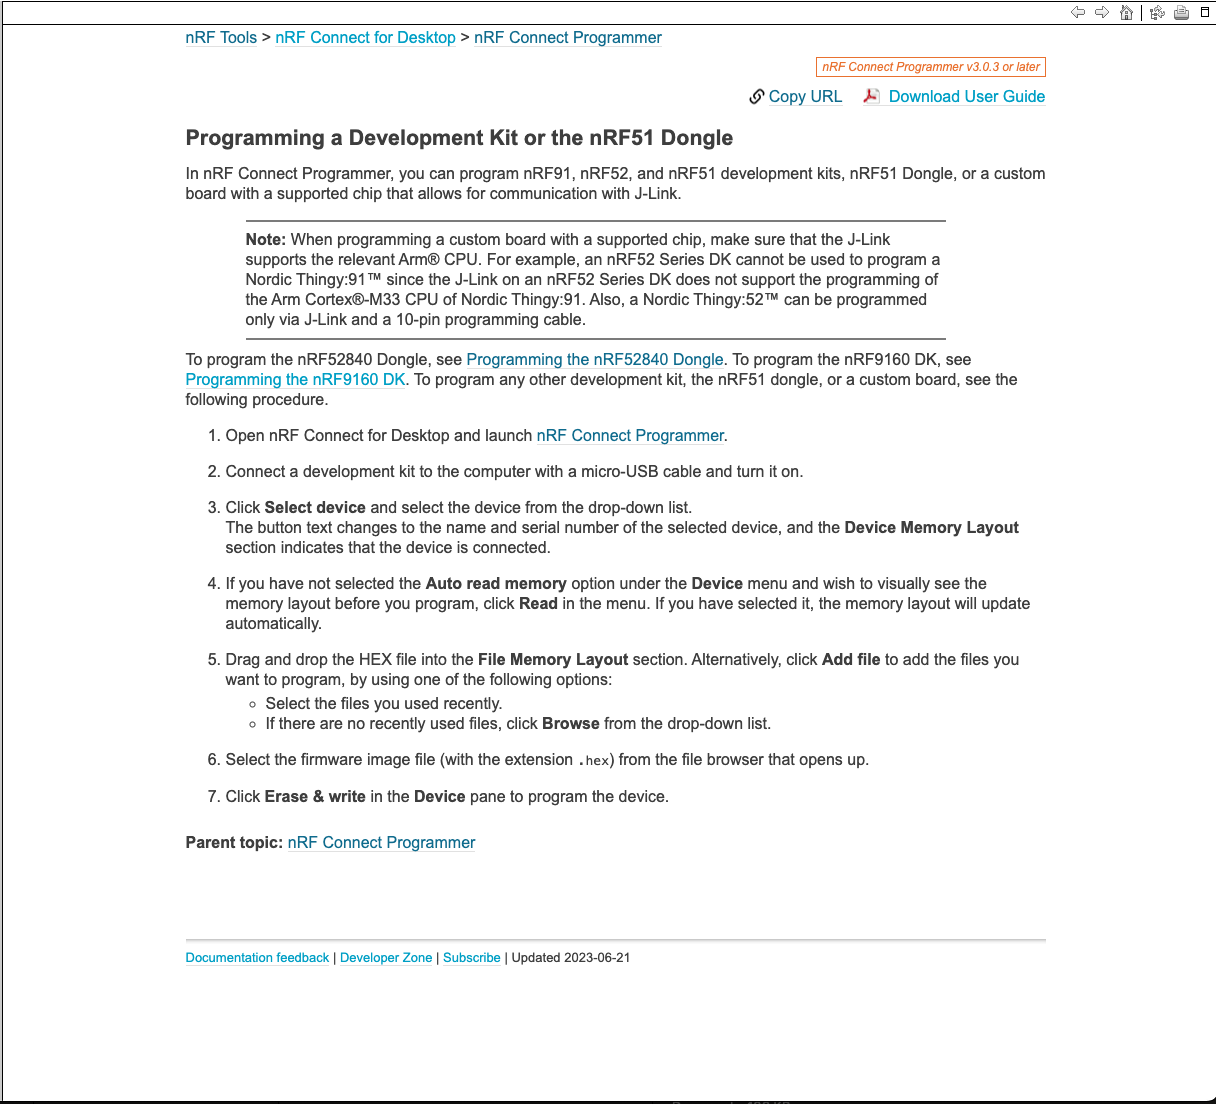 nRF Tools > nRF Connect for Desktop > nRF Connect Programmer
nRF Connect Programmer v3.0.3 or later
Copy URL Download User Guide
Programming a Development Kit or the nRF51 Dongle
In nRF Connect Programmer, you can program nRF91, nRF52, and nRF51 development kits, nRF51 Dongle, or a custom
board with a supported chip that allows for communication with J-Link.
Note: When programming a custom board with a supported chip, make sure that the J-Link
supports the relevant Arm® CPU. For example, an nRF52 Series DK cannot be used to program a
Nordic Thingy:91™ since the J-Link on an nRF52 Series DK does not support the programming of
the Arm Cortex®-M33 CPU of Nordic Thingy:91. Also, a Nordic Thingy:52™ can be programmed
only via J-Link and a 10-pin programming cable.
To program the nRF52840 Dongle, see Programming the nRF52840 Dongle. To program the nRF9160 DK, see
Programming the nRF9160 DK. To program any other development kit, the nRF51 dongle, or a custom board, see the
following procedure.
1. Open nRF Connect for Desktop and launch nRF Connect Programmer.
2. Connect a development kit to the computer with a micro-USB cable and turn it on.
3. Click Select device and select the device from the drop-down list.
The button text changes to the name and serial number of the selected device, and the Device Memory Layout
section indicates that the device is connected.
4. If you have not selected the Auto read memory option under the Device menu and wish to visually see the
memory layout before you program, click Read in the menu. If you have selected it, the memory layout will update
automatically.
5. Drag and drop the HEX file into the File Memory Layout section. Alternatively, click Add file to add the files you
want to program, by using one of the following options:
◦ Select the files you used recently.
◦ If there are no recently used files, click Browse from the drop-down list.
6. Select the firmware image file (with the extension .hex) from the file browser that opens up.
7. Click Erase & write in the Device pane to program the device.
Parent topic: nRF Connect Programmer
Documentation feedback | Developer Zone | Subscribe | Updated 2023-06-21